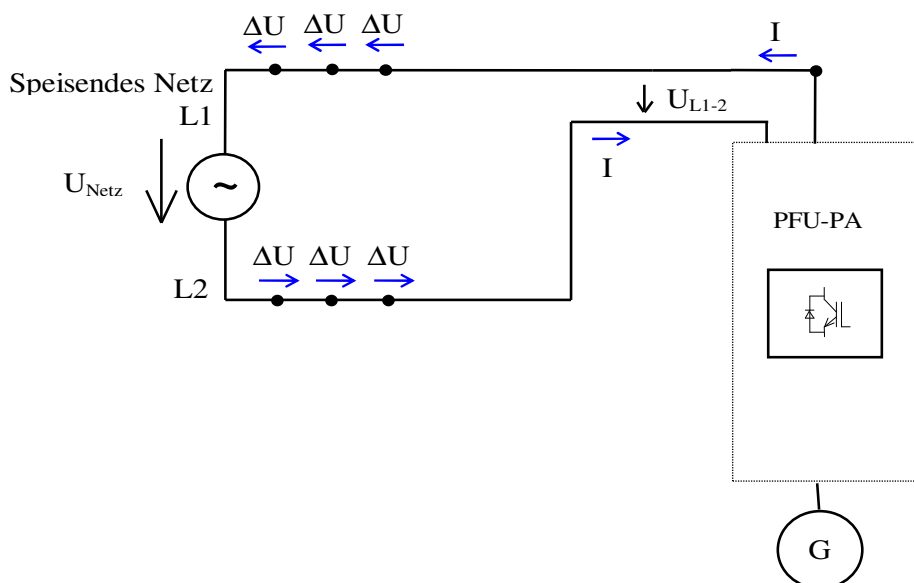 ΔU ΔU ΔU
I
Speisendes Netz
L1
U_L1-2
I
U_Netz
~
PFU-PA
ΔU ΔU ΔU
L2
G